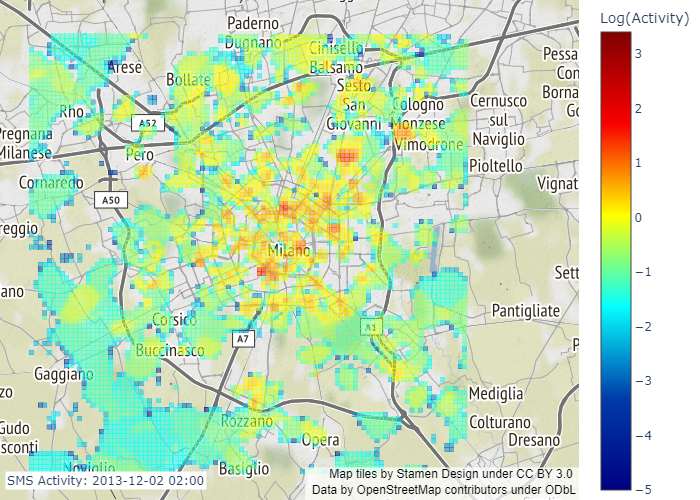 Log(Activity)
Paderno
Dugnano
Cinisello
Balsamo
Arese
Bollate
Sesto
San
Giovanni
Cologno
Monzese
Cernusco
sul
Naviglio
Pessa
Con
Borna
Go
Rho
A52
Pregnana
Milanese
Pero
Vimodrone
Pioltello
Cornaredo
A50
Vignat
reggio
Milano
Sett
ano
Corsico
A7
A1
Pantigliate
Buccinasco
P
Gaggiano
zo
Mediglia
Rozzano
Colturano
Gudo
sconti
Opera
Dresano
Noviglio
Basiglio
SMS Activity: 2013-12-02 02:00
Map tiles by Stamen Design under CC BY 3.0
Data by OpenStreetMap contributors under ODbL
3
2
1
0
−1
−2
−3
−4
−5